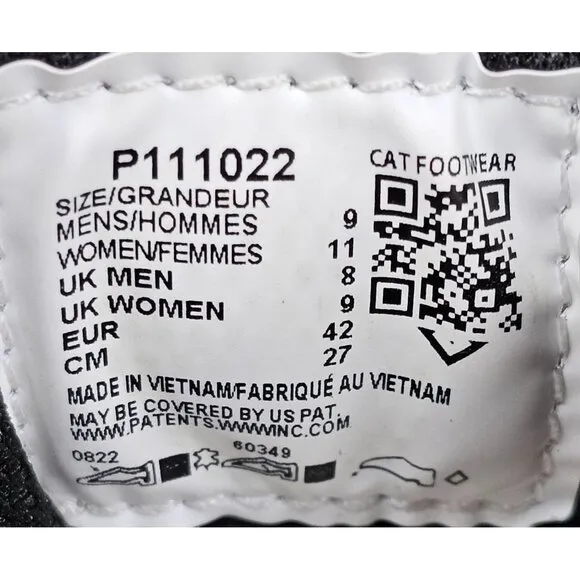 P111022
CAT FOOTWEAR
SIZE/GRANDEUR
MENS/HOMMES 9
WOMEN/FEMMES 11
UK MEN 8
UK WOMEN 9
EUR 42
CM 27
MADE IN VIETNAM/FABRIQUÉ AU VIETNAM
MAY BE COVERED BY US PAT.
WWW.PATENTS.WWWINC.COM
0822 60349